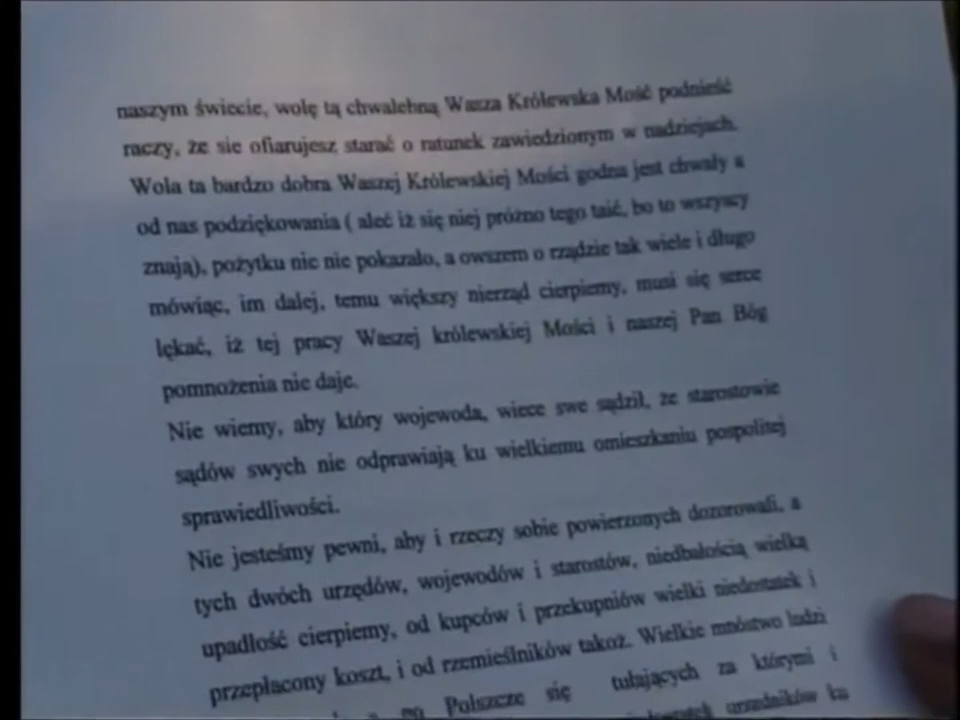 naszym świecie, wolę tą chwalebną Wasza Królewska Mość podnieść
raczy, że sie ofiarujesz starać o ratunek zawiedzionym w nadziejach.
Wola ta bardzo dobra Waszej Królewskiej Mości godna jest chwały a
od nas podziękowania ( aleć iż się niej próżno tego taić, bo to wszyscy
znają), pożytku nic nie pokazało, a owszem o rządzie tak wiele i długo
mówiąc, im dalej, temu większy nierząd cierpiemy, musi się serce
lękać, iż tej pracy Waszej królewskiej Mości i naszej Pan Bóg
pomnożenia nie daje.
Nie wiemy, aby który wojewoda, wiece swe sądził, że starostowie
sądów swych nie odprawiają ku wielkiemu omieszkaniu pospolitej
sprawiedliwości.
Nie jesteśmy pewni, aby i rzeczy sobie powierzonych dozorowali, a
tych dwóch urzędów, wojewodów i starostów, niedbałością wielką
upadłość cierpiemy, od kupców i przekupniów wielki niedostatek i
przepłacony koszt, i od rzemieślników takoż. Wielkie mnóstwo ludzi
po Polszcze się tułających za którymi i
urzędników ku